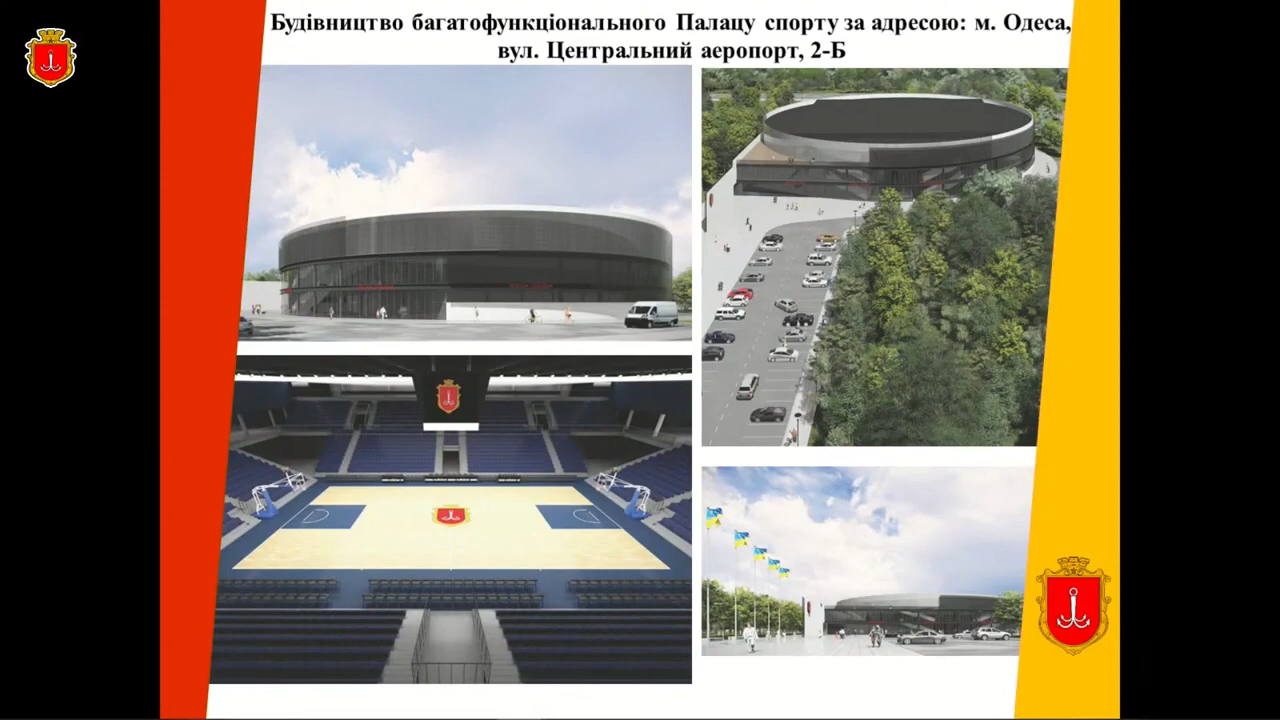 Будівництво багатофункціонального Палацу спорту за адресою: м. Одеса,
вул. Центральний аеропорт, 2-Б